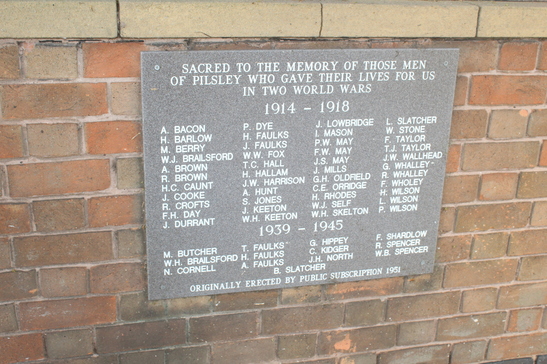 SACRED TO THE MEMORY OF THOSE MEN
OF PILSLEY WHO GAVE THEIR LIVES FOR US
IN TWO WORLD WARS
1914 - 1918
A. BACON
H. BARLOW
M. BERRY
W.J. BRAILSFORD
A. BROWN
R. BROWN
H.C. CAUNT
J. COOKE
R. CROFTS
F.H. DAY
J. DURRANT
P. DYE
H. FAULKS
J. FAULKS
W.W. FOX
T.C. HALL
H. HALLAM
J.W. HARRISON
A. HUNT
S. JONES
J. KEETON
W.H. KEETON
J. LOWBRIDGE
I. MASON
P.W. MAY
F.W. MAY
J.S. MAY
J. MILLS
G.H. OLDFIELD
C.E. ORRIDGE
H. RHODES
W.J. SELF
W.H. SKELTON
L. SLATCHER
W. STONE
F. TAYLOR
T.J. TAYLOR
J.W. WALLHEAD
G. WHALLEY
R. WHALLEY
F. WHOLEY
H. WILSON
L. WILSON
P. WILSON
1939 - 1945
M. BUTCHER
W.H. BRAILSFORD
N. CORNELL
T. FAULKS
H. FAULKS
A. FAULKS
G. HIPPEY
C. KIDGER
J.H. NORTH
B. SLATCHER
F. SHARDLOW
R. SPENCER
W.B. SPENCER
ORIGINALLY ERECTED BY PUBLIC SUBSCRIPTION 1951